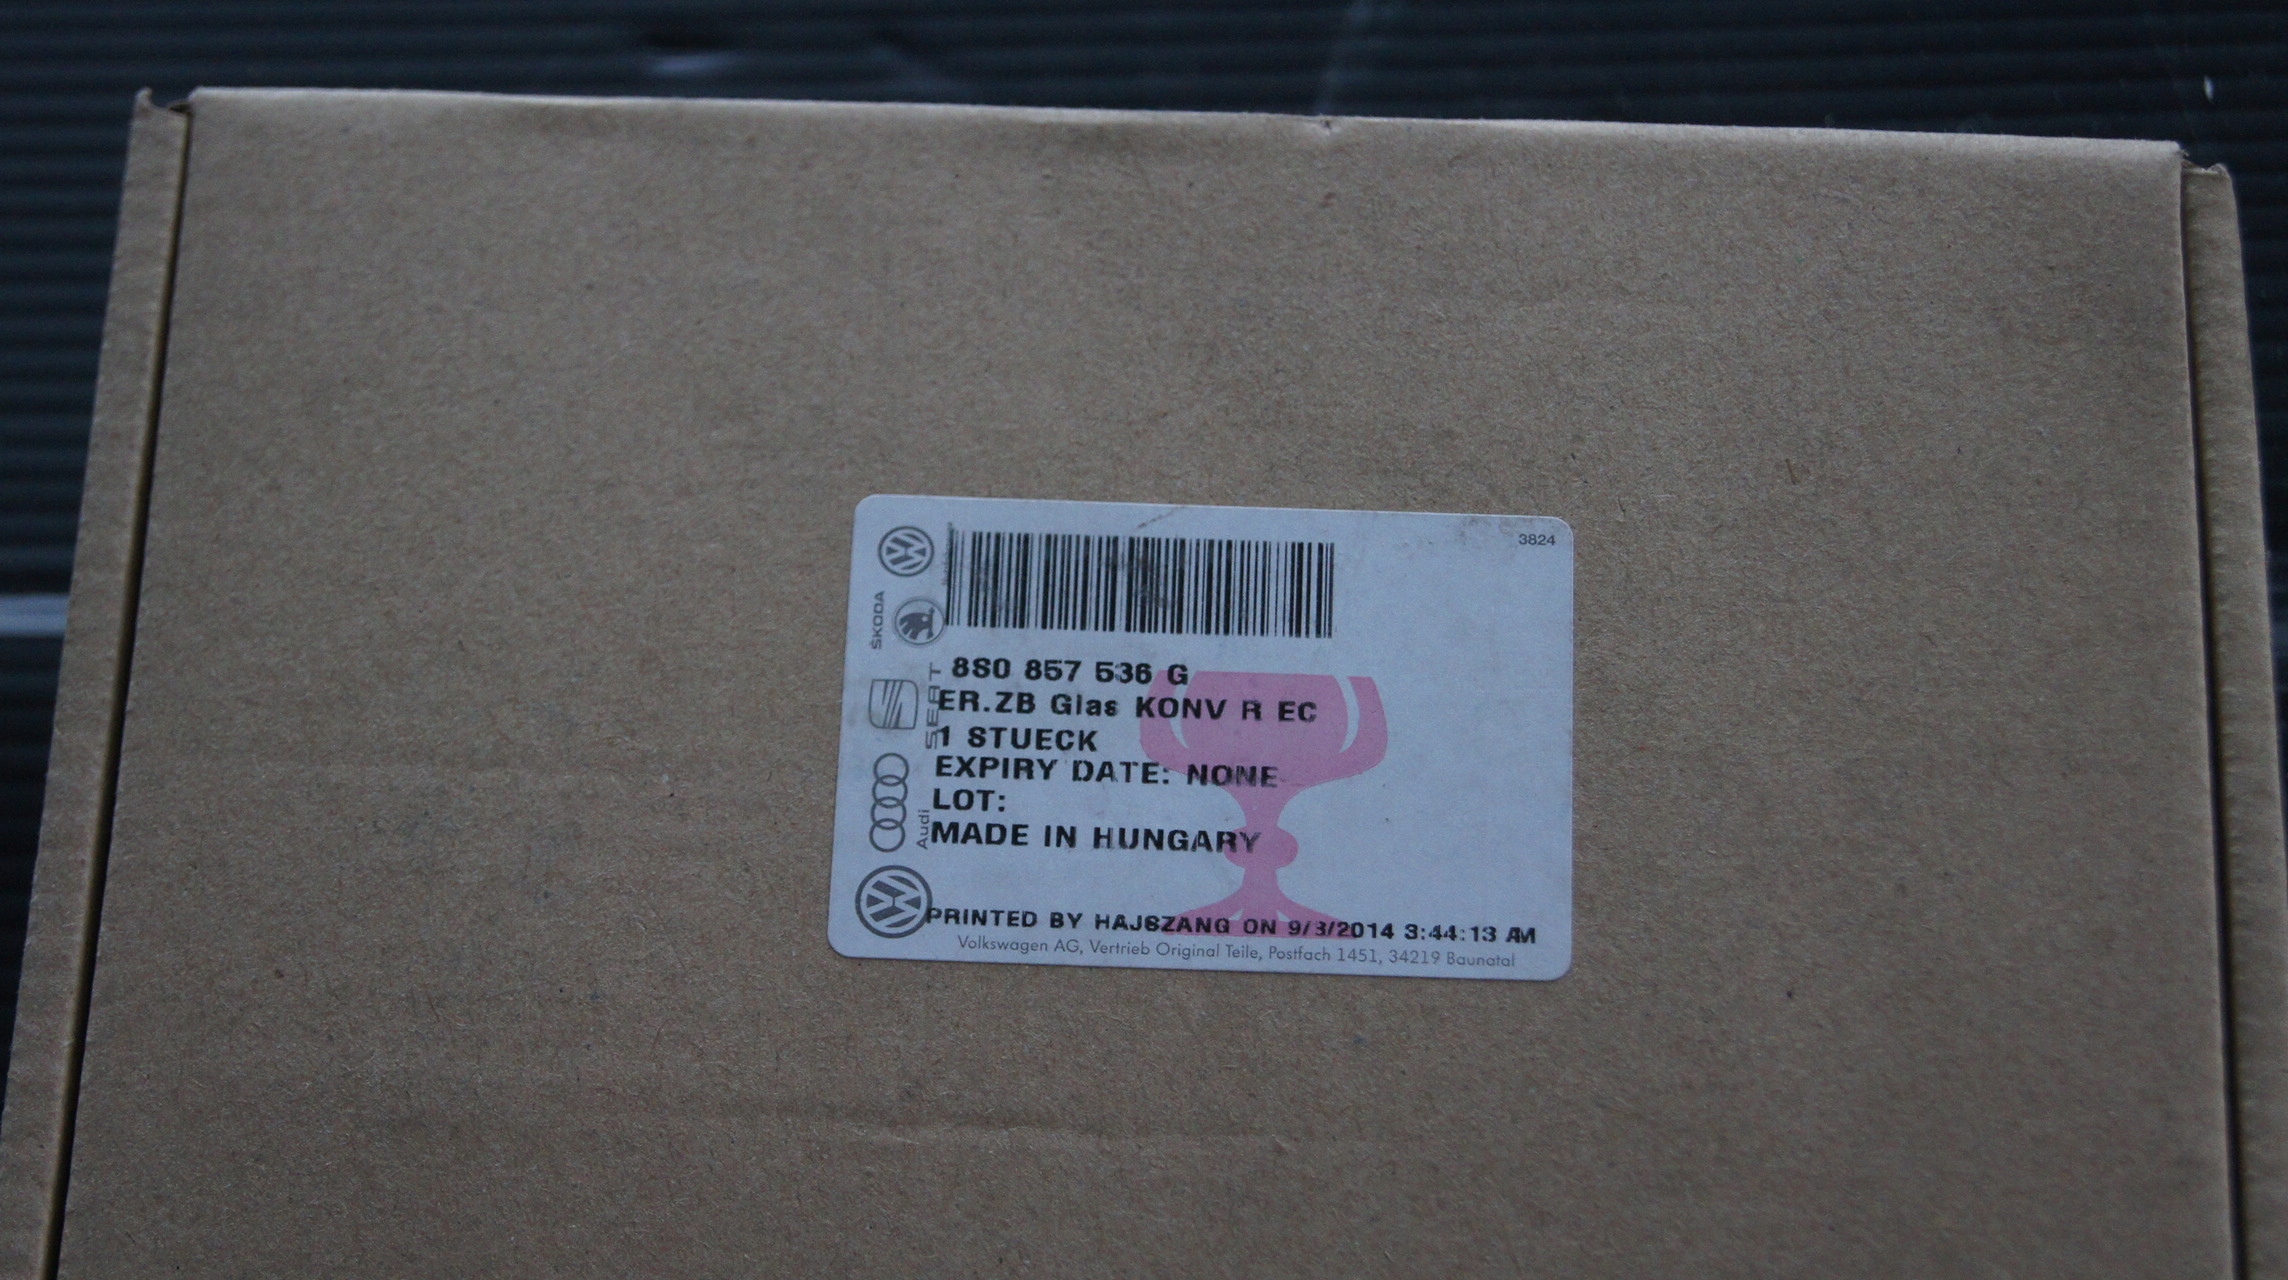 3824
ŠKODA
SEAT
Audi
8S0 857 536 G
ER.ZB Glas KONV R EC
1 STUECK
EXPIRY DATE: NONE
LOT:
MADE IN HUNGARY
PRINTED BY HAJSZANG ON 9/3/2014 3:44:13 AM
Volkswagen AG, Vertrieb Original Teile, Postfach 1451, 34219 Baunatal